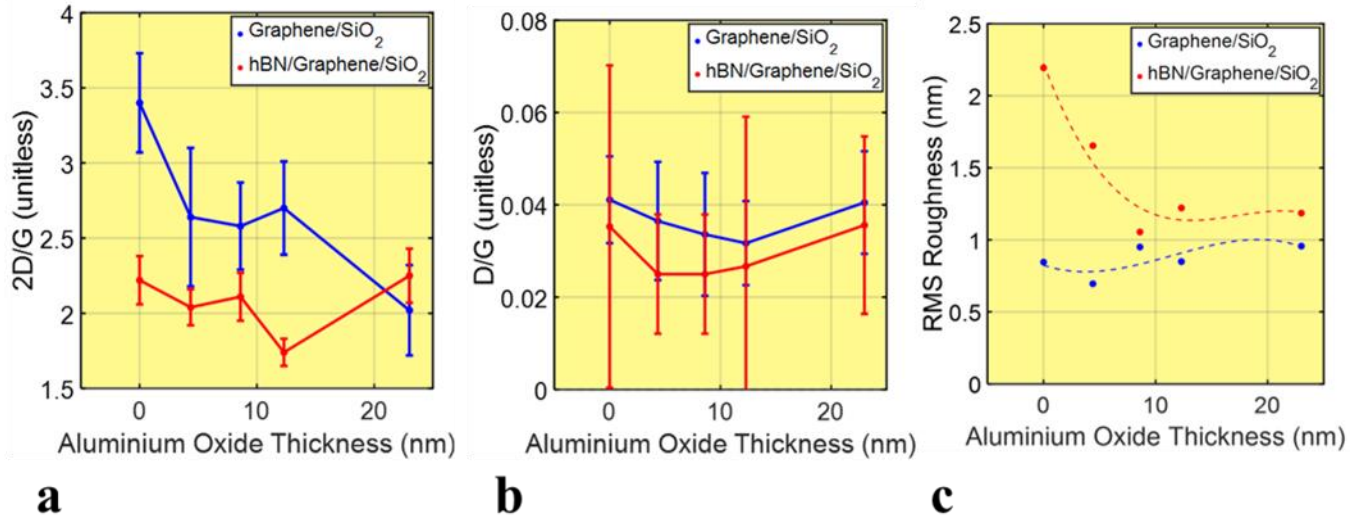 4
3.5
3
2.5
2
1.5
2D/G (unitless)
Graphene/SiO2
hBN/Graphene/SiO2
0 10 20
Aluminium Oxide Thickness (nm)
a
0.08
0.06
0.04
0.02
0
D/G (unitless)
Graphene/SiO2
hBN/Graphene/SiO2
0 10 20
Aluminium Oxide Thickness (nm)
b
2.5
2
1.5
1
0.5
0
RMS Roughness (nm)
Graphene/SiO2
hBN/Graphene/SiO2
0 10 20
Aluminium Oxide Thickness (nm)
c